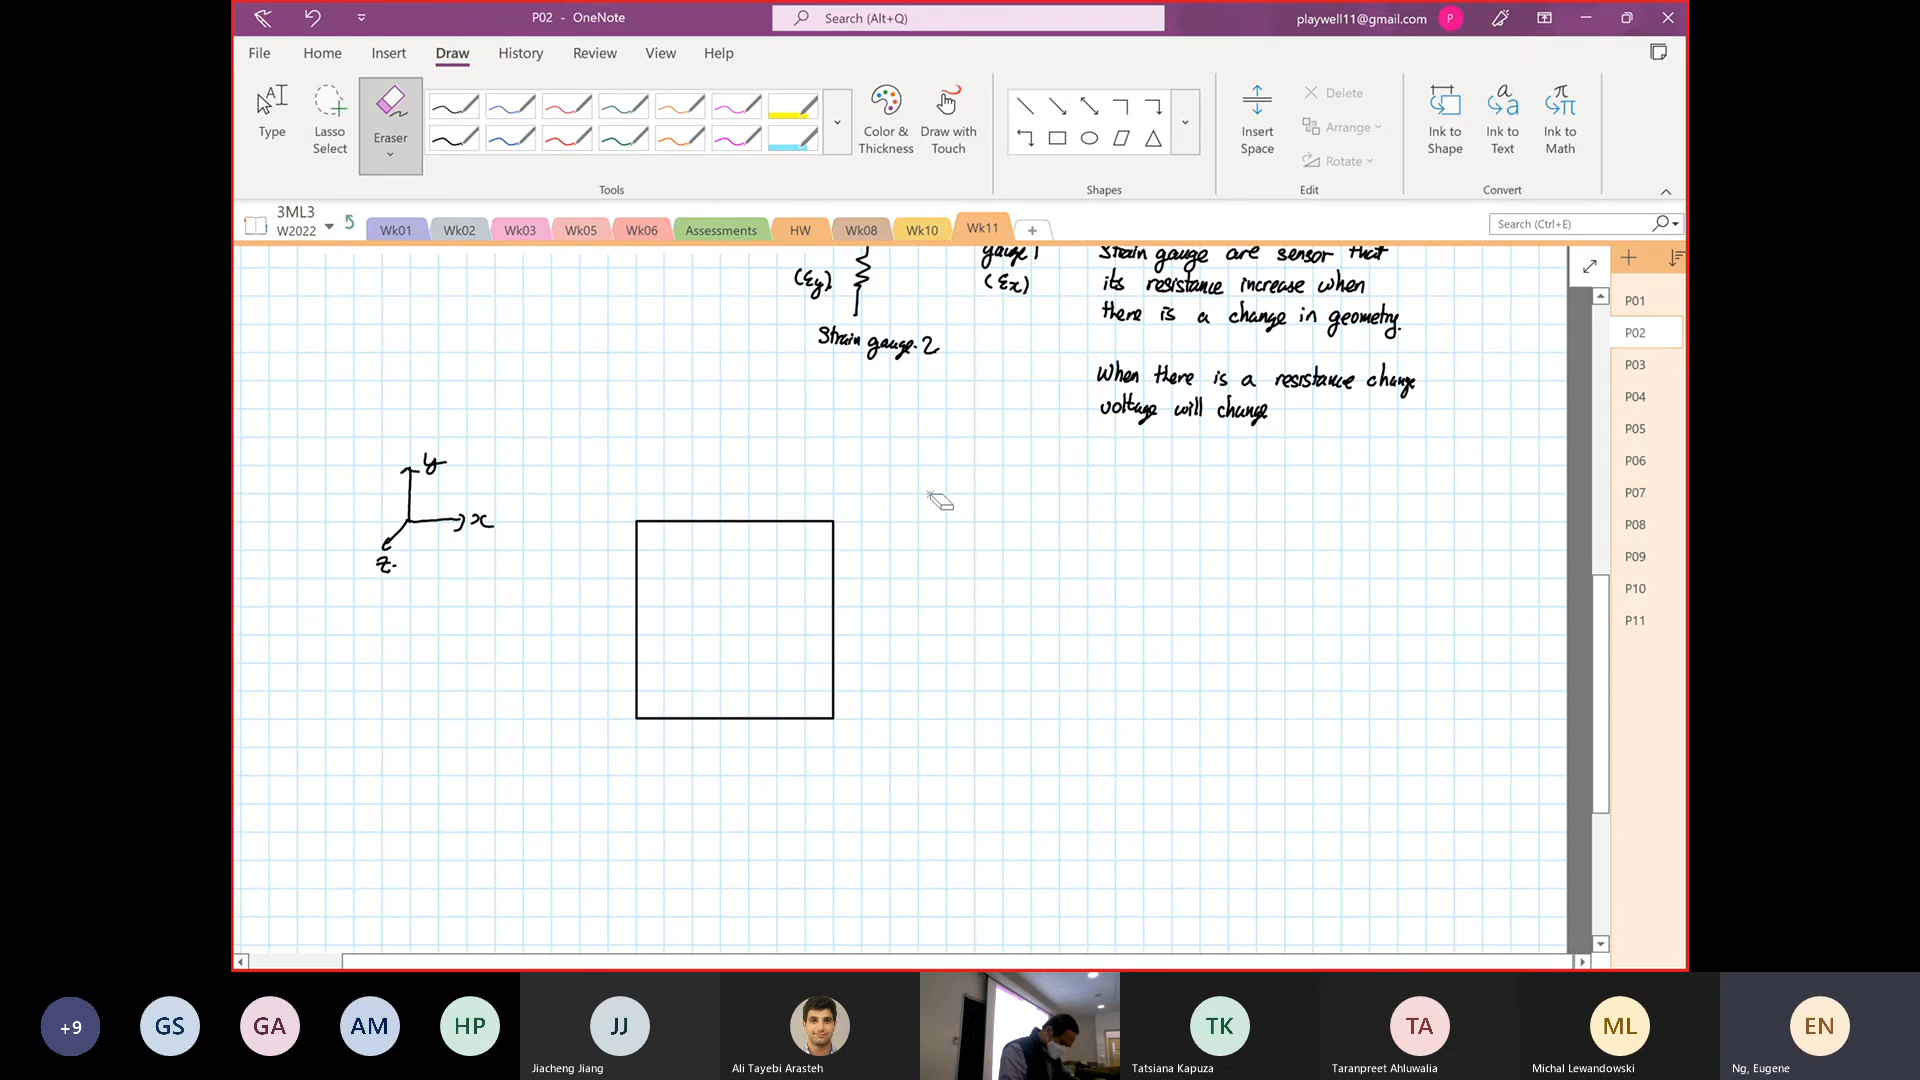 P02 - OneNote
Search (Alt+Q)
playwell11@gmail.com
P
File
Home
Insert
Draw
History
Review
View
Help
Type
Lasso Select
Eraser
Color & Thickness
Draw with Touch
Insert Space
Delete
Arrange
Rotate
Ink to Shape
Ink to Text
Ink to Math
Tools
Shapes
Edit
Convert
3ML3
W2022
Wk01
Wk02
Wk03
Wk05
Wk06
Assessments
HW
Wk08
Wk10
Wk11
Search (Ctrl+E)
gauge 1
(εx)
(εy)
Strain gauge. 2
Strain gauge are sensor that
its resistance increase when
there is a change in geometry.
When there is a resistance change
voltage will change
y
x
z.
P01
P02
P03
P04
P05
P06
P07
P08
P09
P10
P11
+9
GS
GA
AM
HP
JJ
Jiacheng Jiang
Ali Tayebi Arasteh
TK
Tatsiana Kapuza
TA
Taranpreet Ahluwalia
ML
Michal Lewandowski
EN
Ng, Eugene